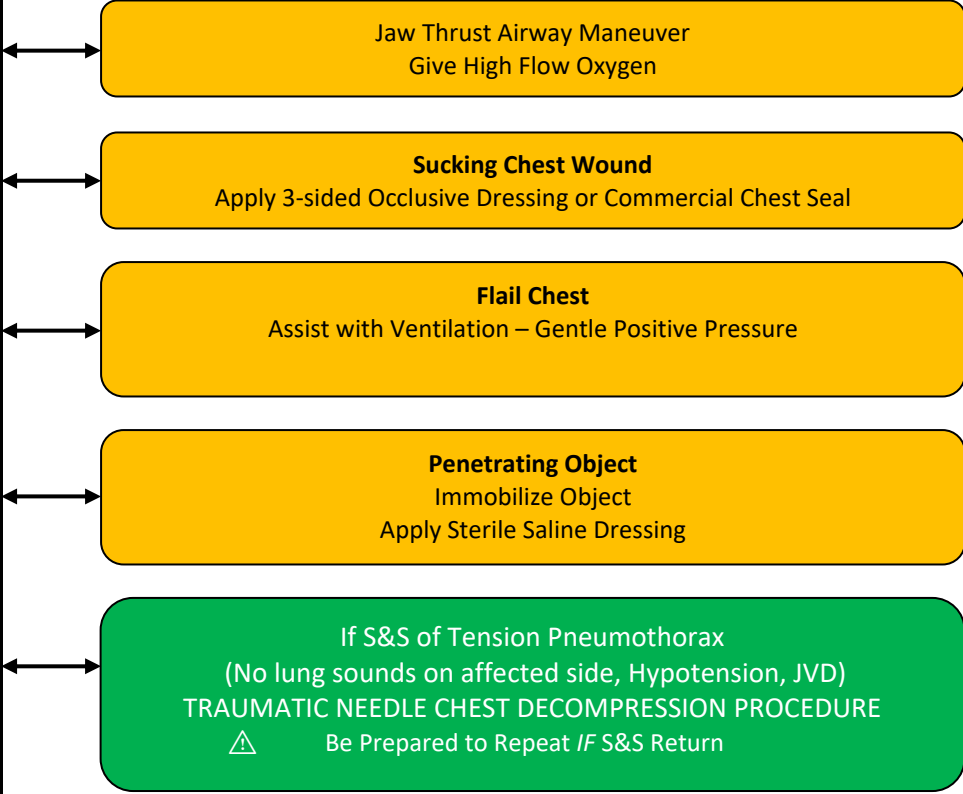 Jaw Thrust Airway Maneuver
Give High Flow Oxygen
Sucking Chest Wound
Apply 3-sided Occlusive Dressing or Commercial Chest Seal
Flail Chest
Assist with Ventilation – Gentle Positive Pressure
Penetrating Object
Immobilize Object
Apply Sterile Saline Dressing
If S&S of Tension Pneumothorax
(No lung sounds on affected side, Hypotension, JVD)
TRAUMATIC NEEDLE CHEST DECOMPRESSION PROCEDURE
⚠ Be Prepared to Repeat IF S&S Return